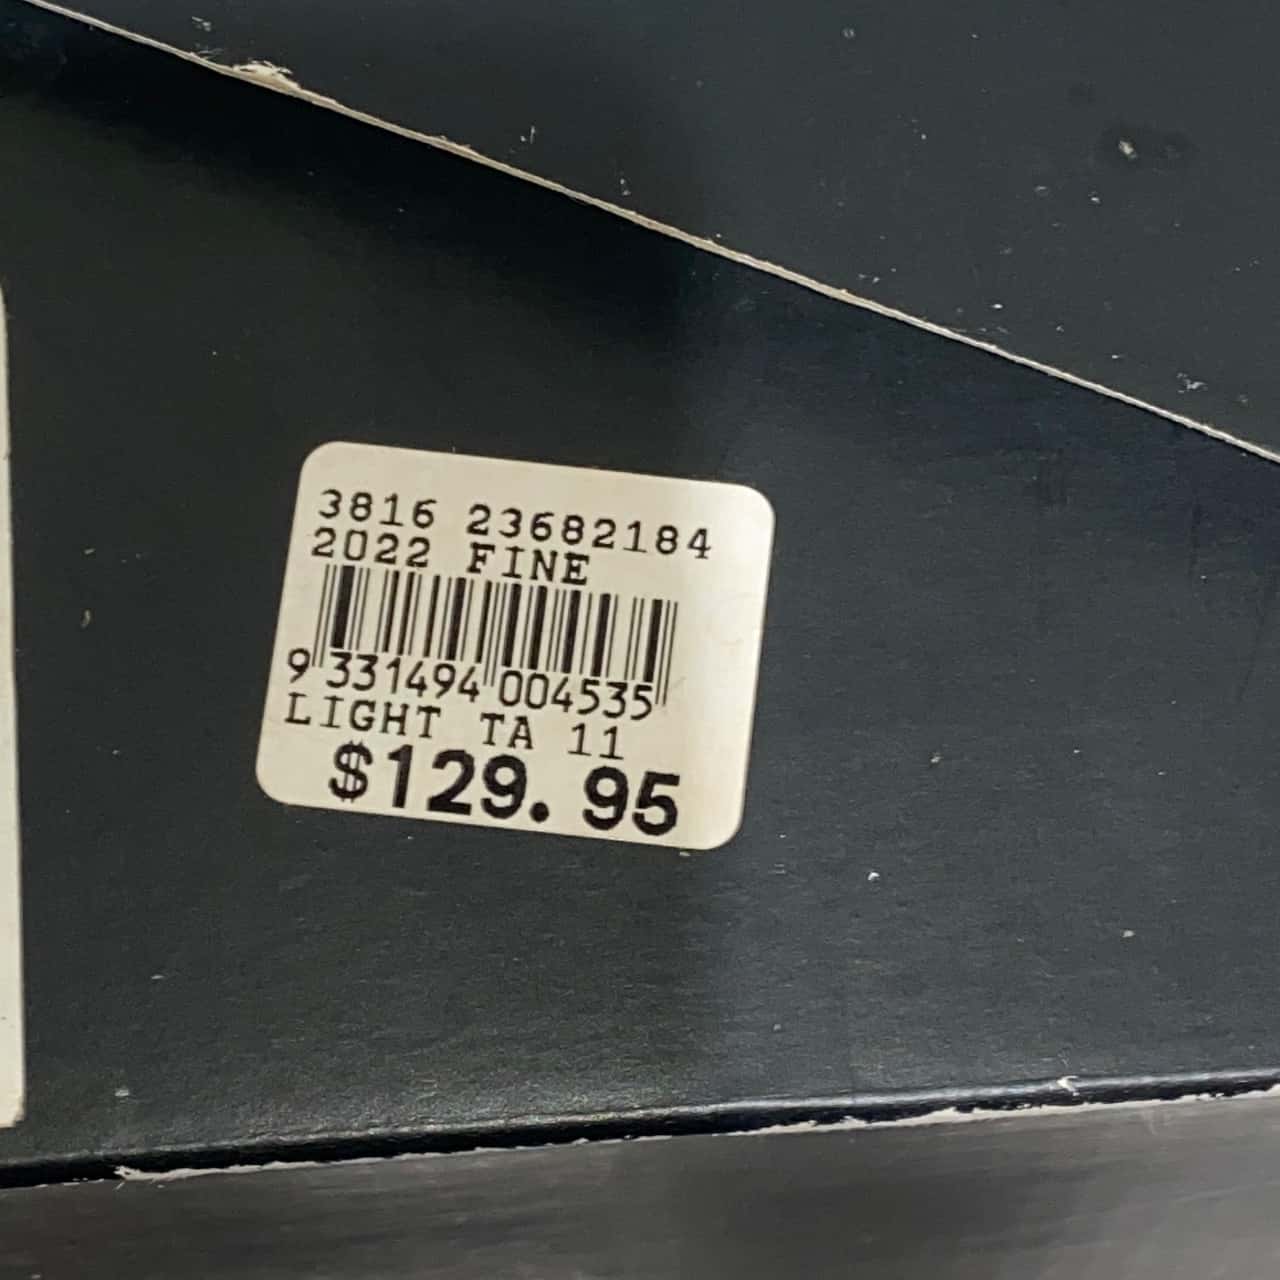 3816 23682184
2022 FINE
9 331494 004535
LIGHT TA 11
$129.95